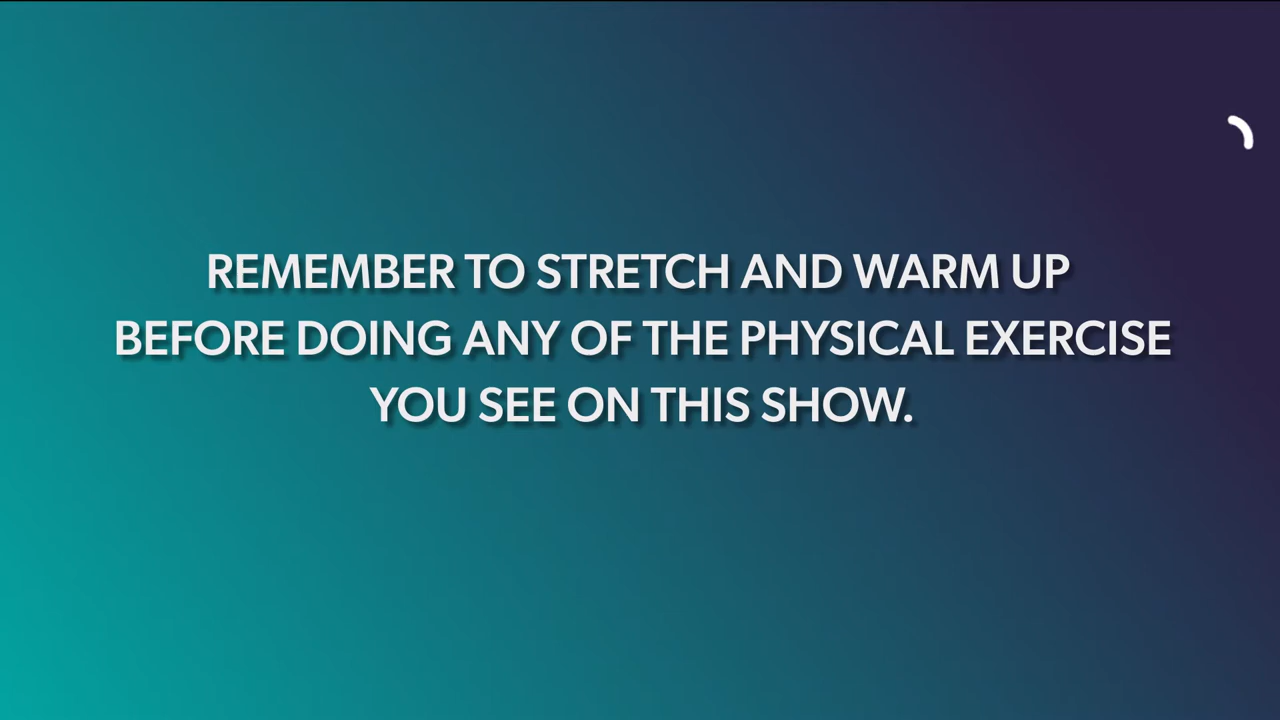 REMEMBER TO STRETCH AND WARM UP
BEFORE DOING ANY OF THE PHYSICAL EXERCISE
YOU SEE ON THIS SHOW.